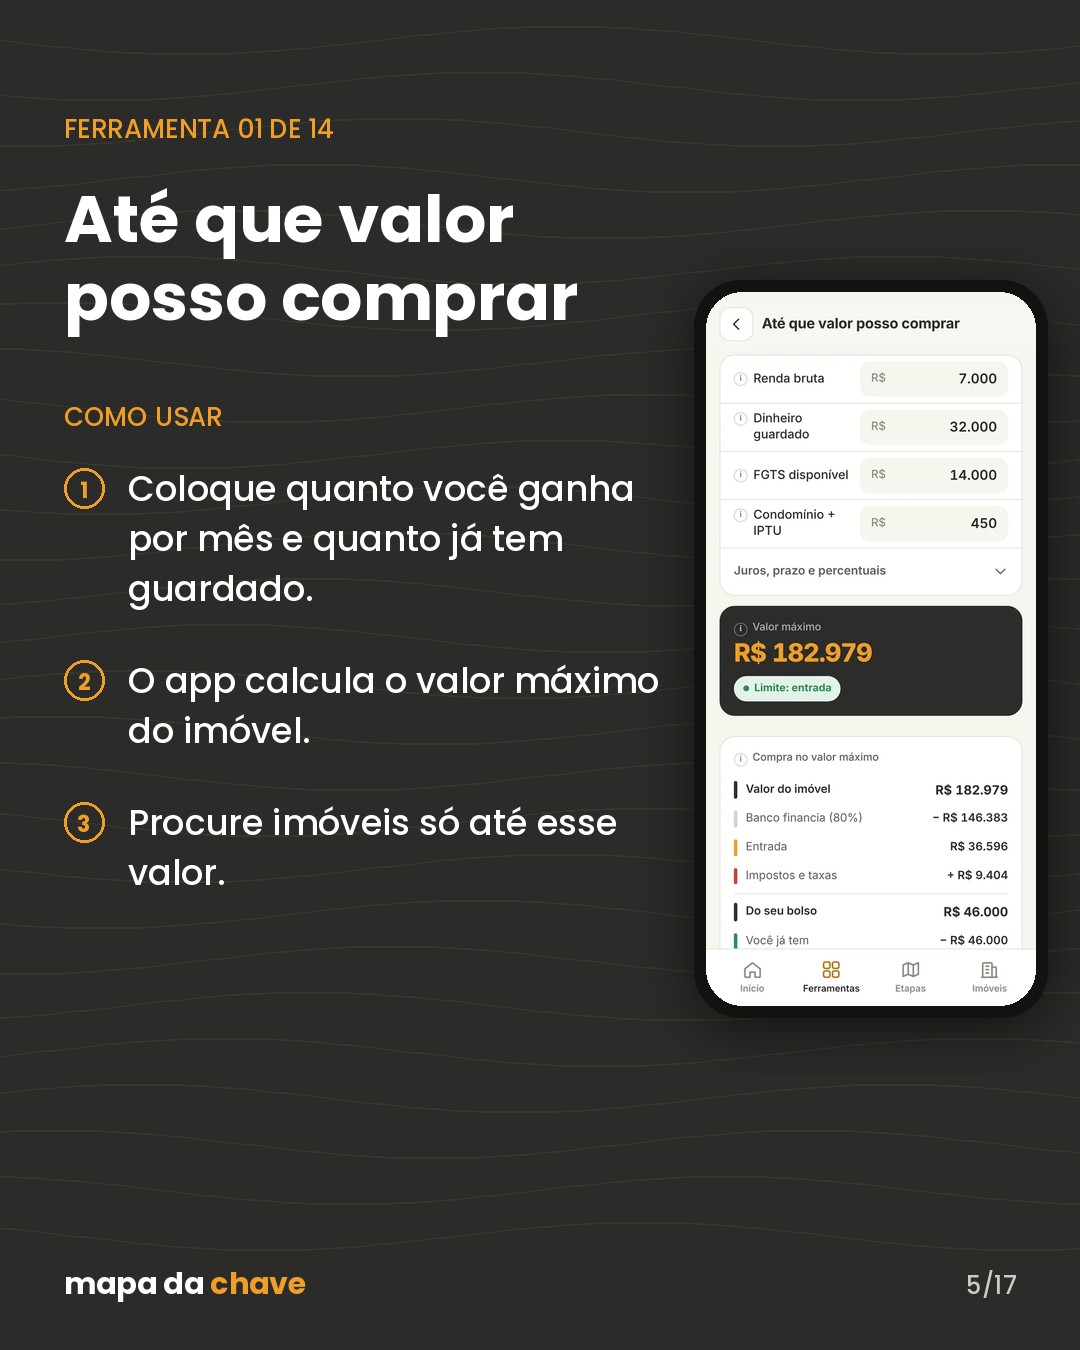 FERRAMENTA 01 DE 14
Até que valor
posso comprar
COMO USAR
1 Coloque quanto você ganha
por mês e quanto já tem
guardado.
2 O app calcula o valor máximo
do imóvel.
3 Procure imóveis só até esse
valor.
Até que valor posso comprar
Renda bruta R$ 7.000
Dinheiro
guardado R$ 32.000
FGTS disponível R$ 14.000
Condomínio +
IPTU R$ 450
Juros, prazo e percentuais
Valor máximo
R$ 182.979
Limite: entrada
Compra no valor máximo
Valor do imóvel R$ 182.979
Banco financia (80%) − R$ 146.383
Entrada R$ 36.596
Impostos e taxas + R$ 9.404
Do seu bolso R$ 46.000
Você já tem − R$ 46.000
Início Ferramentas Etapas Imóveis
mapa da chave
5/17